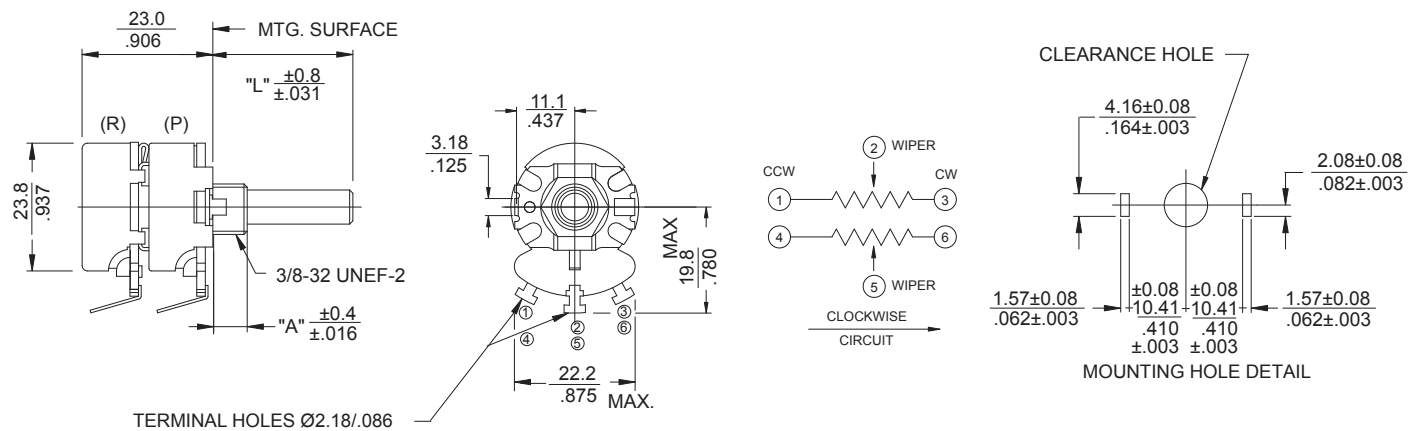 23.0
.906
MTG. SURFACE
"L" ±0.8
±.031
(R)
(P)
23.8
.937
3/8-32 UNEF-2
"A" ±0.4
±.016
TERMINAL HOLES Ø2.18/.086
11.1
.437
3.18
.125
MAX
19.8
.780
①
②
③
④
⑤
⑥
22.2
.875
MAX.
② WIPER
CCW
CW
①
③
④
⑥
⑤ WIPER
CLOCKWISE
CIRCUIT
CLEARANCE HOLE
4.16±0.08
.164±.003
2.08±0.08
.082±.003
1.57±0.08
.062±.003
±0.08
10.41
.410
±.003
±0.08
10.41
.410
±.003
1.57±0.08
.062±.003
MOUNTING HOLE DETAIL